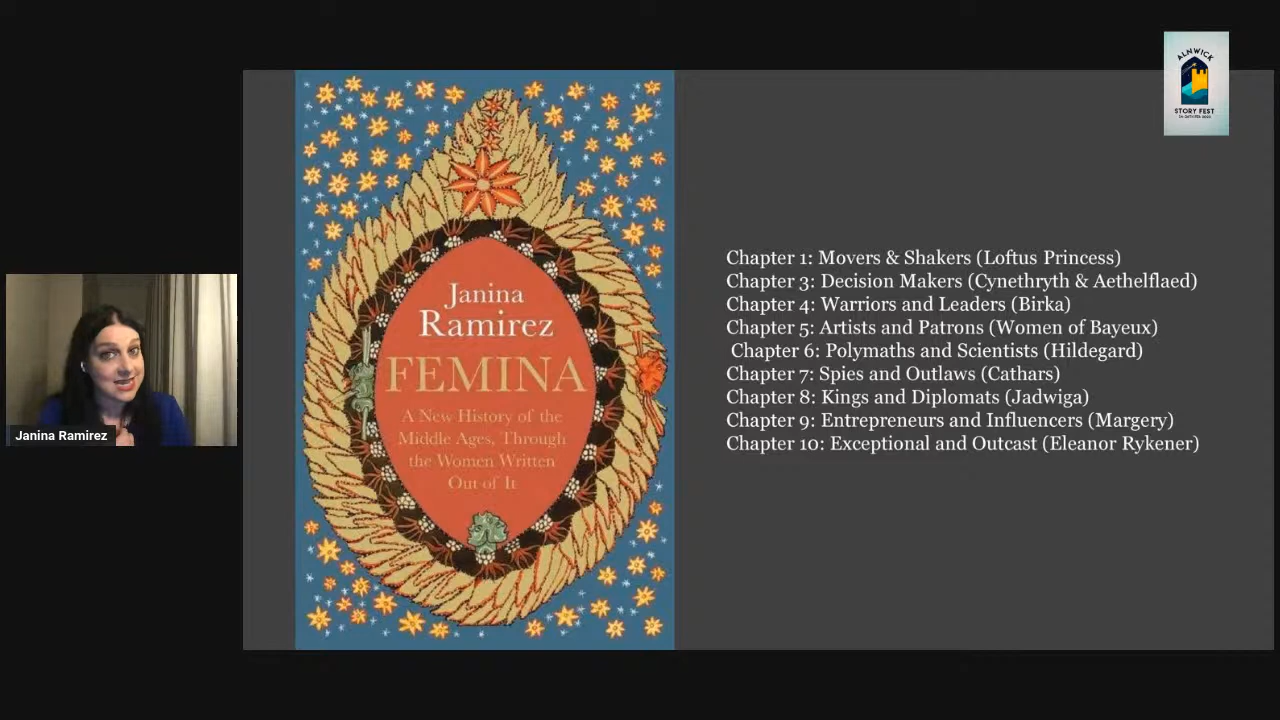 ALNWICK
STORY FEST
Janina
Ramirez
FEMINA
A New History of the
Middle Ages, Through
the Women Written
Out of It
Chapter 1: Movers & Shakers (Loftus Princess)
Chapter 3: Decision Makers (Cynethryth & Aethelflaed)
Chapter 4: Warriors and Leaders (Birka)
Chapter 5: Artists and Patrons (Women of Bayeux)
Chapter 6: Polymaths and Scientists (Hildegard)
Chapter 7: Spies and Outlaws (Cathars)
Chapter 8: Kings and Diplomats (Jadwiga)
Chapter 9: Entrepreneurs and Influencers (Margery)
Chapter 10: Exceptional and Outcast (Eleanor Rykener)
Janina Ramirez